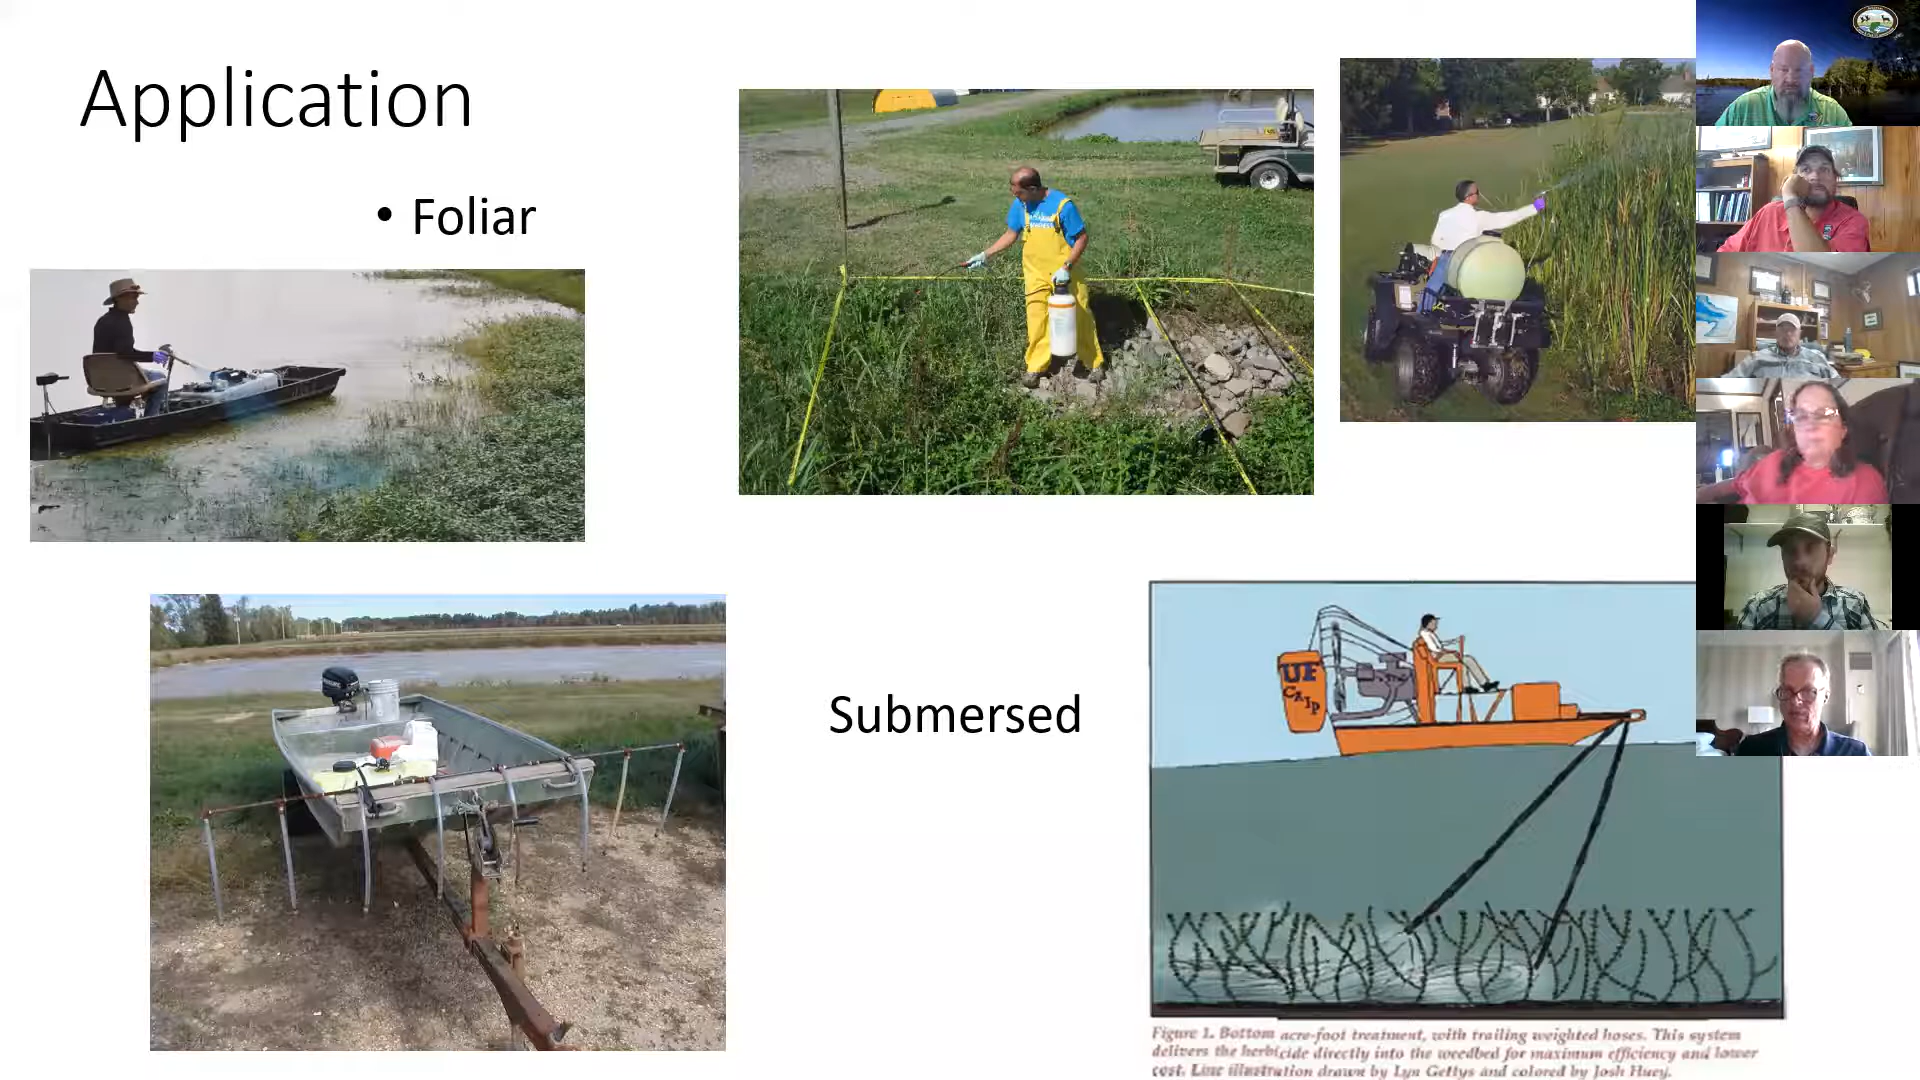 Application
• Foliar
Submersed
UF
CAIP
Figure 1. Bottom acre-foot treatment, with trailing weighted hoses. This system
delivers the herbicide directly into the weedbed for maximum efficiency and lower
cost. Line illustration drawn by Lyn Gettys and colored by Josh Huey.